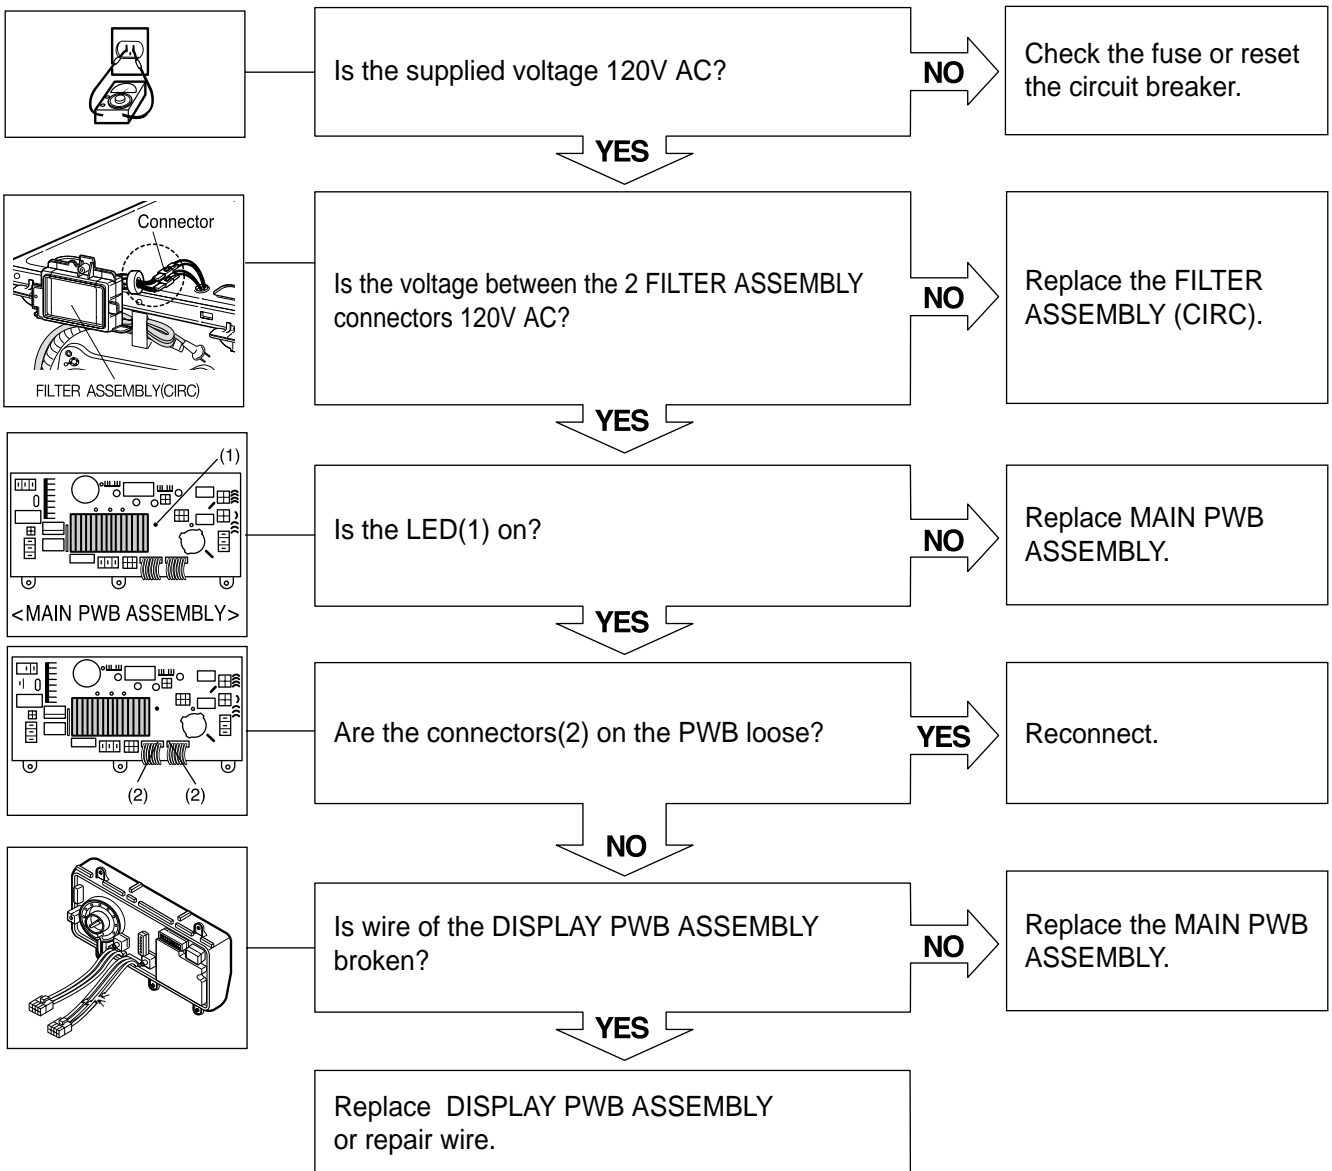 Is the supplied voltage 120V AC?
NO
Check the fuse or reset
the circuit breaker.
YES
Connector
FILTER ASSEMBLY(CIRC)
Is the voltage between the 2 FILTER ASSEMBLY
connectors 120V AC?
NO
Replace the FILTER
ASSEMBLY (CIRC).
YES
(1)
<MAIN PWB ASSEMBLY>
Is the LED(1) on?
NO
Replace MAIN PWB
ASSEMBLY.
YES
(2) (2)
Are the connectors(2) on the PWB loose?
YES
Reconnect.
NO
Is wire of the DISPLAY PWB ASSEMBLY
broken?
NO
Replace the MAIN PWB
ASSEMBLY.
YES
Replace DISPLAY PWB ASSEMBLY
or repair wire.